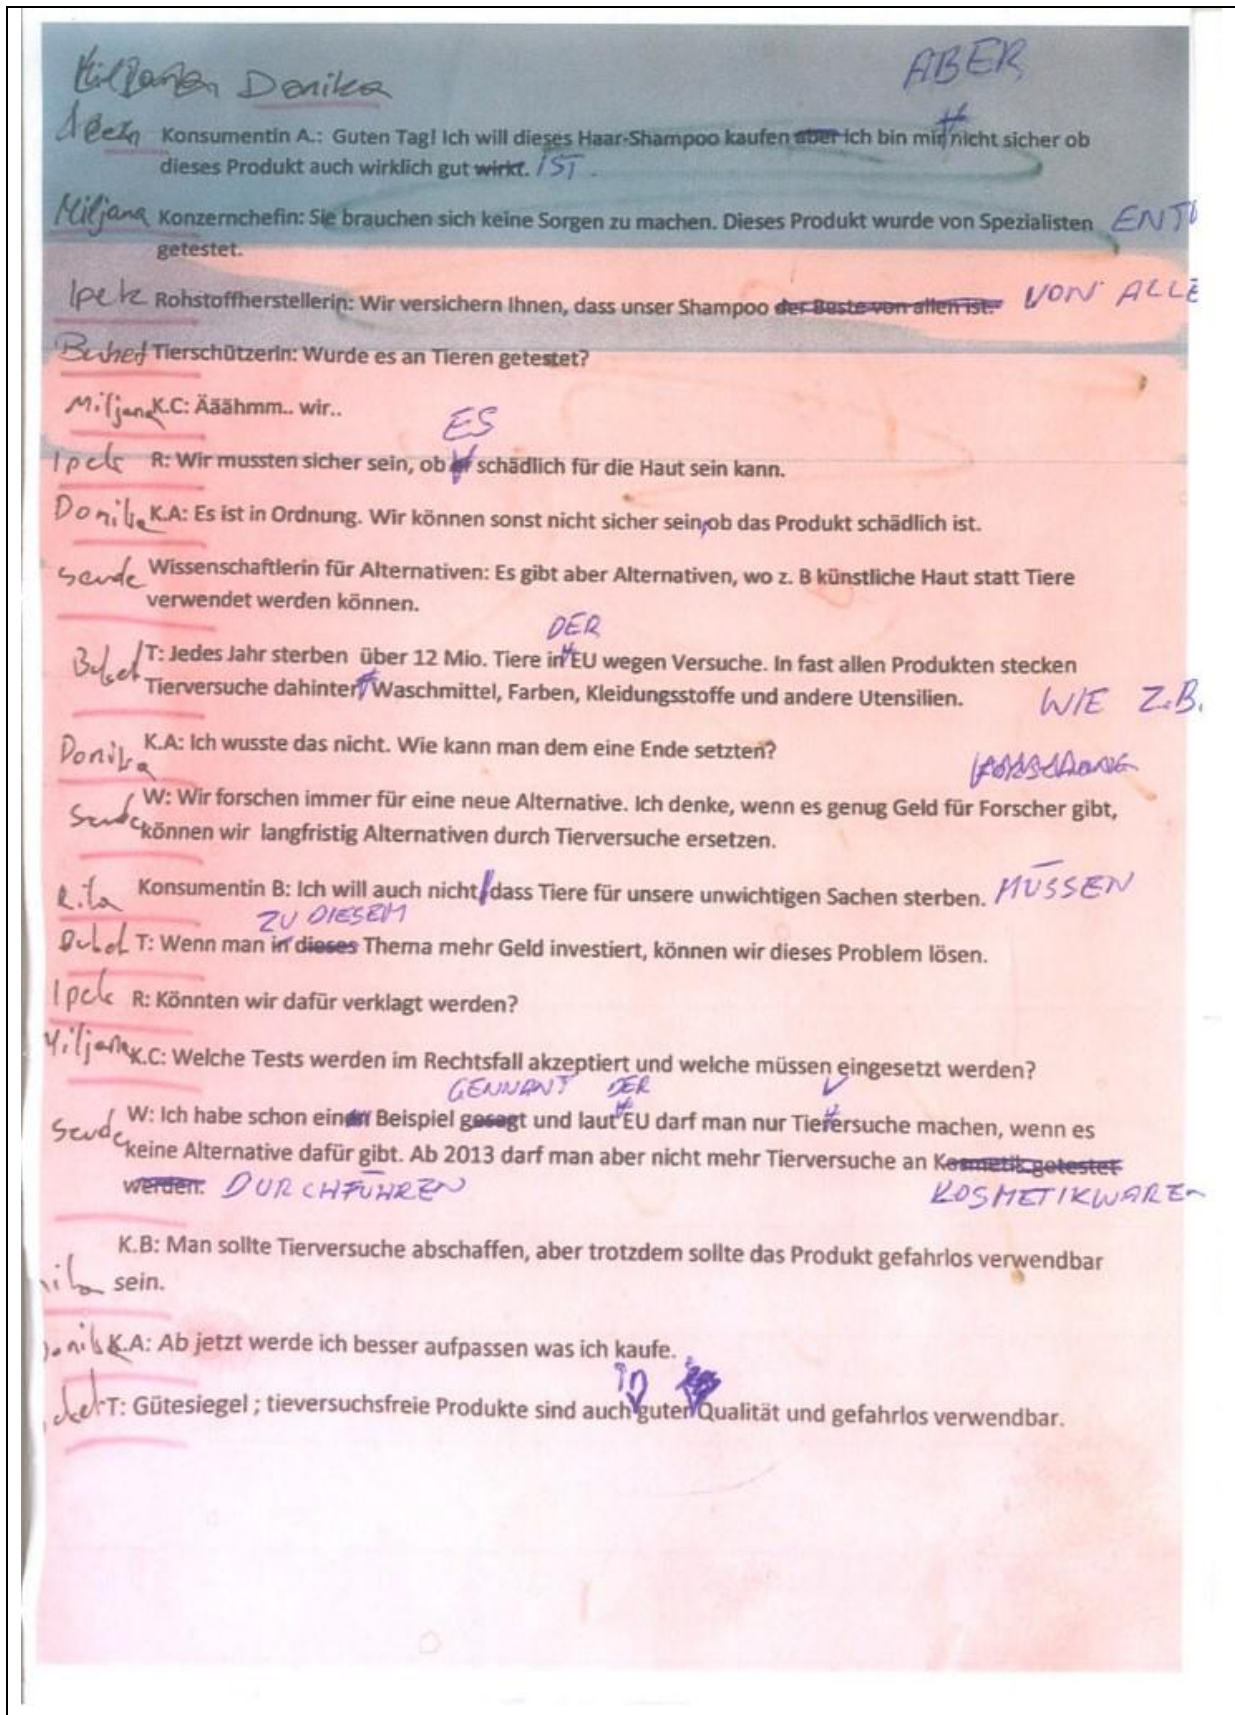 Donika ABER
Konsumentin A.: Guten Tag! Ich will dieses Haar-Shampoo kaufen aber ich bin mir nicht sicher ob
dieses Produkt auch wirklich gut wirkt. IST.
Miljana Konzernchefin: Sie brauchen sich keine Sorgen zu machen. Dieses Produkt wurde von Spezialisten
getestet.
Ipek Rohstoffherstellerin: Wir versichern Ihnen, dass unser Shampoo der Beste von allen ist. VON ALLE
Tierschützerin: Wurde es an Tieren getestet?
Miljana K.C: Ääähmm.. wir..
ES
Ipek R: Wir mussten sicher sein, ob er schädlich für die Haut sein kann.
Donika K.A: Es ist in Ordnung. Wir können sonst nicht sicher sein, ob das Produkt schädlich ist.
Sevde Wissenschaftlerin für Alternativen: Es gibt aber Alternativen, wo z. B künstliche Haut statt Tiere
verwendet werden können.
DER
T: Jedes Jahr sterben über 12 Mio. Tiere in EU wegen Versuche. In fast allen Produkten stecken
Tierversuche dahinter Waschmittel, Farben, Kleidungsstoffe und andere Utensilien. WIE Z.B.
Donika K.A: Ich wusste das nicht. Wie kann man dem eine Ende setzten?
Sevde W: Wir forschen immer für eine neue Alternative. Ich denke, wenn es genug Geld für Forscher gibt,
können wir langfristig Alternativen durch Tierversuche ersetzen.
Rita Konsumentin B: Ich will auch nicht, dass Tiere für unsere unwichtigen Sachen sterben. MÜSSEN
ZU DIESEM
T: Wenn man in dieses Thema mehr Geld investiert, können wir dieses Problem lösen.
Ipek R: Könnten wir dafür verklagt werden?
Miljana K.C: Welche Tests werden im Rechtsfall akzeptiert und welche müssen eingesetzt werden?
GENNANT DER V
Sevde W: Ich habe schon einen Beispiel gesagt und laut EU darf man nur Tierersuche machen, wenn es
keine Alternative dafür gibt. Ab 2013 darf man aber nicht mehr Tierversuche an Kosmetik getestet
werden. DURCHFÜHREN KOSMETIKWAREN
K.B: Man sollte Tierversuche abschaffen, aber trotzdem sollte das Produkt gefahrlos verwendbar
sein.
K.A: Ab jetzt werde ich besser aufpassen was ich kaufe.
in
T: Gütesiegel ; tieversuchsfreie Produkte sind auch guten Qualität und gefahrlos verwendbar.